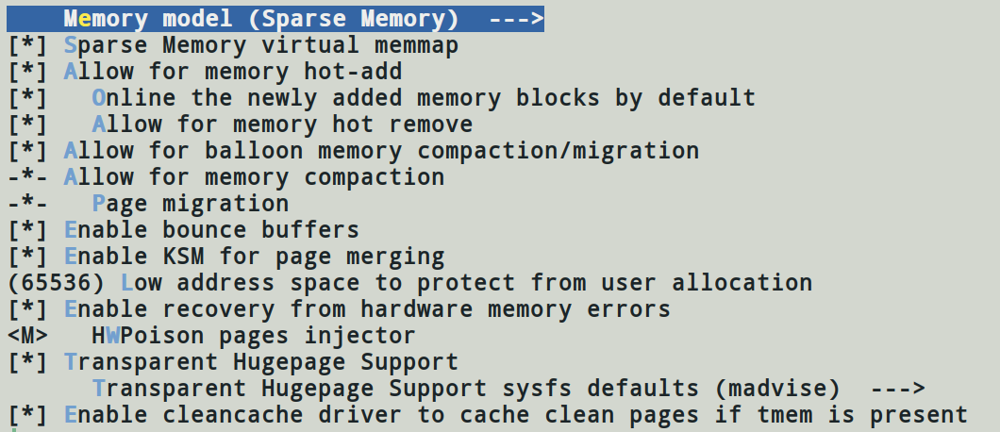 Memory model (Sparse Memory)  --->
[*] Sparse Memory virtual memmap
[*] Allow for memory hot-add
[*]   Online the newly added memory blocks by default
[*]   Allow for memory hot remove
[*] Allow for balloon memory compaction/migration
-*- Allow for memory compaction
-*-   Page migration
[*] Enable bounce buffers
[*] Enable KSM for page merging
(65536) Low address space to protect from user allocation
[*] Enable recovery from hardware memory errors
<M>   HWPoison pages injector
[*] Transparent Hugepage Support
Transparent Hugepage Support sysfs defaults (madvise)  --->
[*] Enable cleancache driver to cache clean pages if tmem is present